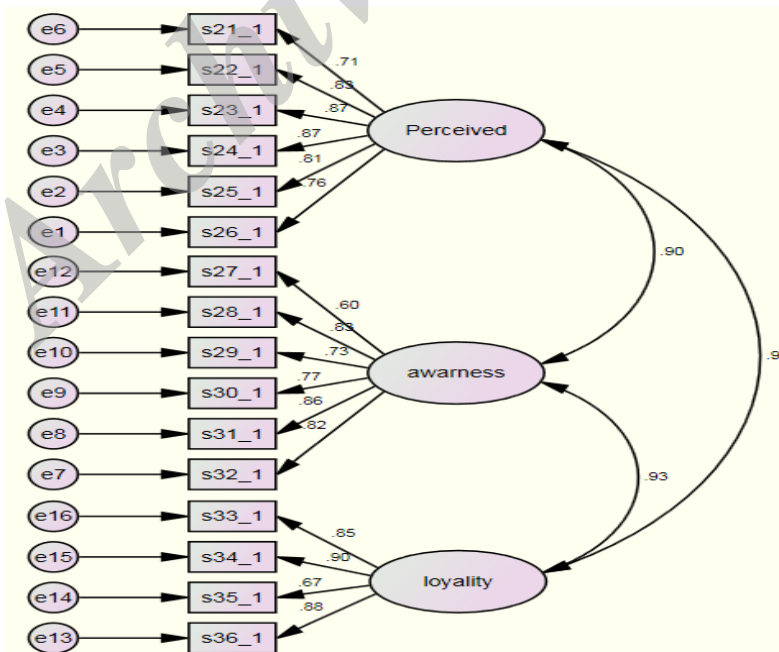 e6 s21_1
.71
e5 s22_1
.83
e4 s23_1
.87
Perceived
e3 s24_1
.87
e2 s25_1
.81
.76
e1 s26_1
.90
e12 s27_1
.60
e11 s28_1
.83
e10 s29_1
.73
awarness
e9 s30_1
.77
.86
e8 s31_1
.82
e7 s32_1
.93
e16 s33_1
.85
e15 s34_1
.90
e14 s35_1
.67
loyality
.88
e13 s36_1